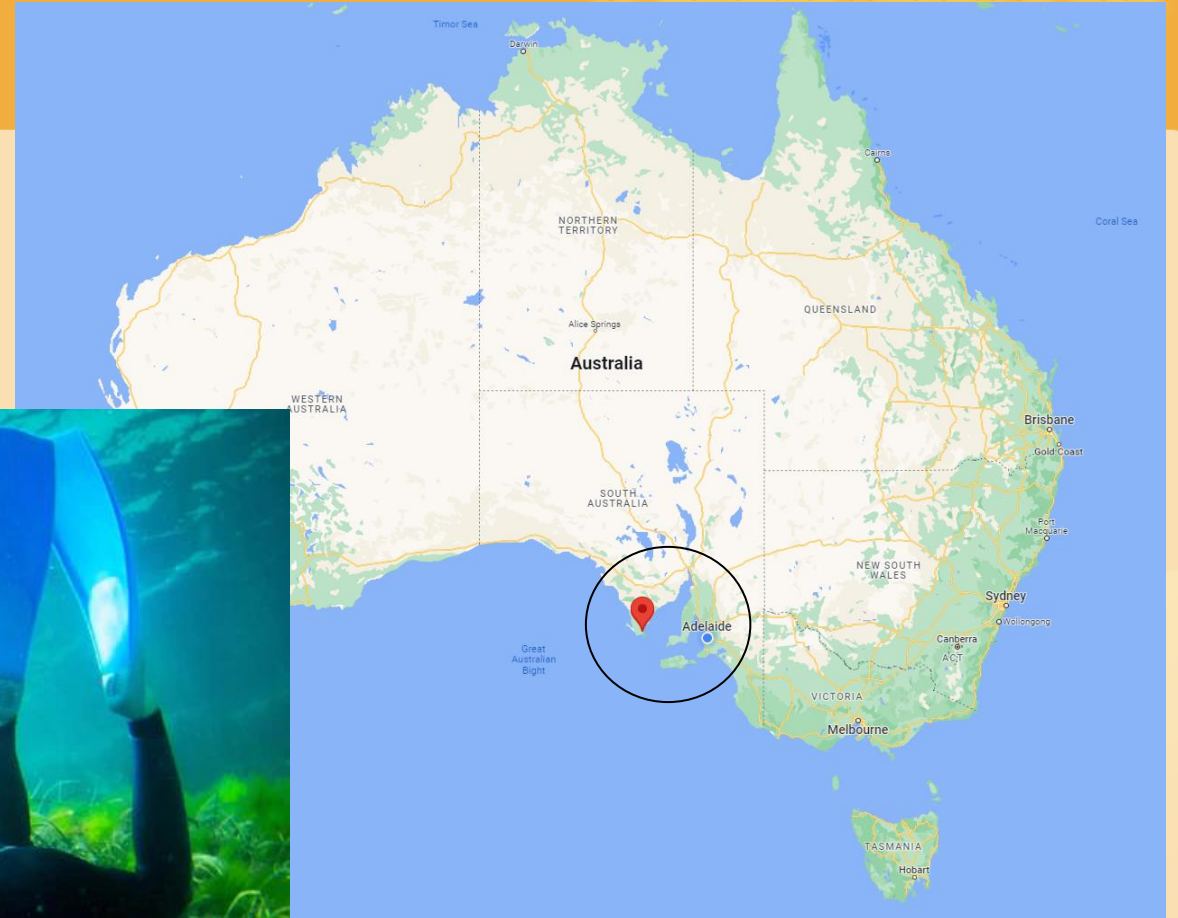 Timor Sea
Darwin
Cairns
Coral Sea
NORTHERN
TERRITORY
QUEENSLAND
Alice Springs
Australia
WESTERN
AUSTRALIA
Brisbane
Gold Coast
SOUTH
AUSTRALIA
Port
Macquarie
NEW SOUTH
WALES
Sydney
Wollongong
Adelaide
Canberra
ACT
Great
Australian
Bight
VICTORIA
Melbourne
TASMANIA
Hobart